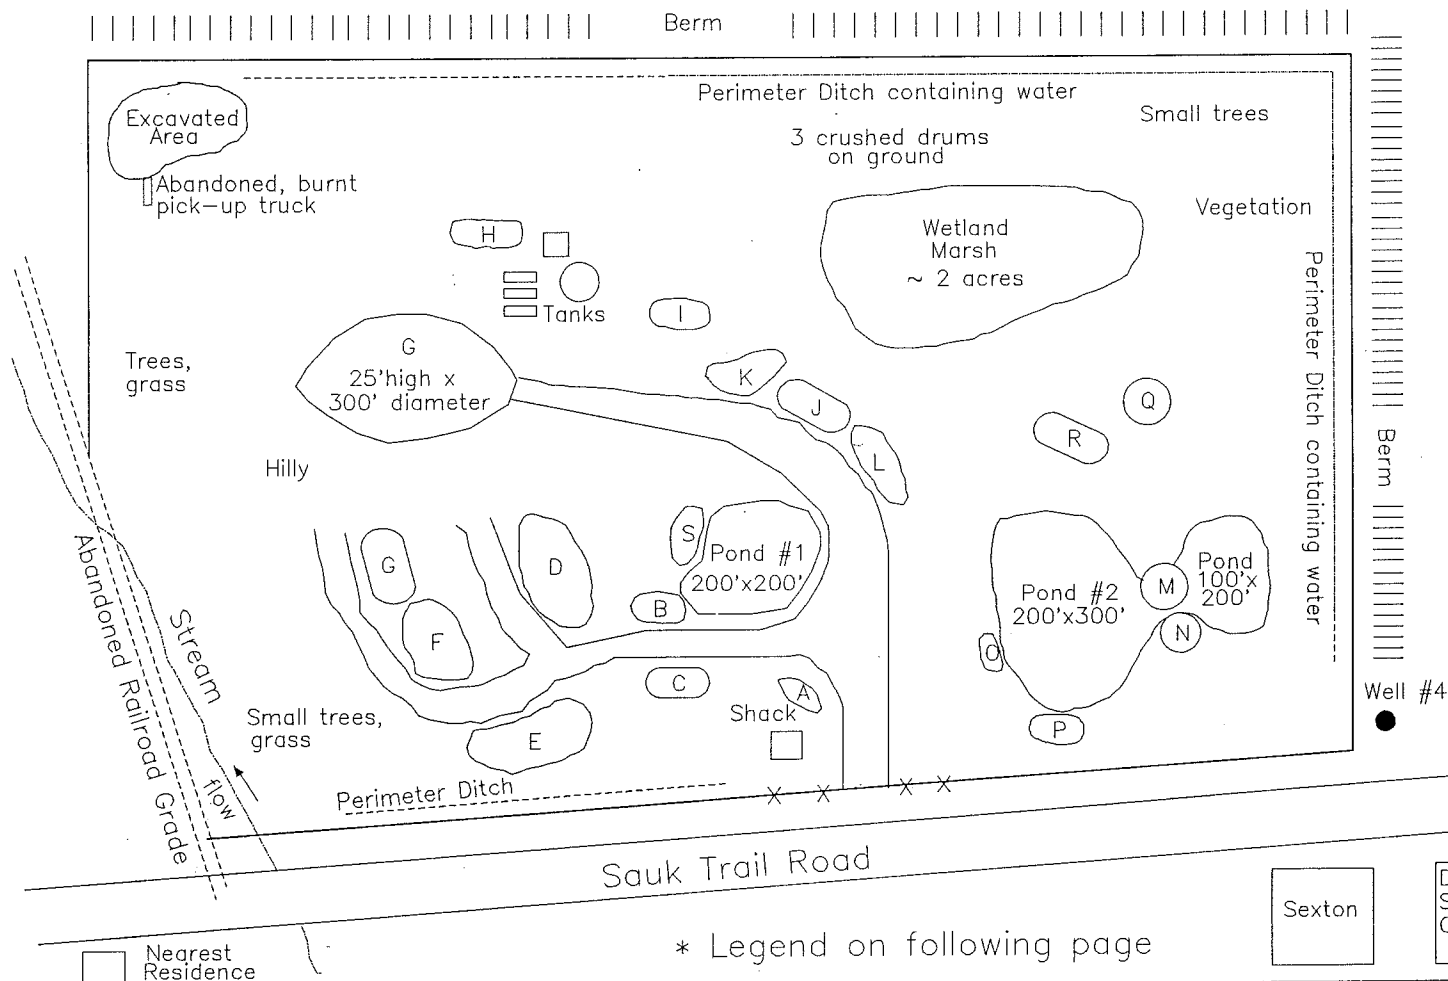 Berm
Perimeter Ditch containing water
Small trees
Excavated
Area
3 crushed drums
on ground
Abandoned, burnt
pick-up truck
Vegetation
Wetland
Marsh
~ 2 acres
H
Tanks
I
Perimeter Ditch containing water
G
25'high x
300' diameter
Trees,
grass
K
J
L
Q
R
Berm
Hilly
G
D
S
Pond #1
200'x200'
B
F
Pond #2
200'x300'
M
Pond
100'x
200'
N
O
P
Well #4
Abandoned Railroad Grade
Stream
flow
C
A
Shack
Small trees,
grass
E
Perimeter Ditch
X X X X
Sauk Trail Road
Sexton
D
S
* Legend on following page
Nearest
Residence